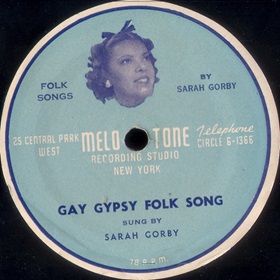 FOLK
SONGS
BY
SARAH GORBY
25 CENTRAL PARK
WEST
MELO TONE
RECORDING STUDIO
NEW YORK
Telephone
CIRCLE 6-1366
GAY GYPSY FOLK SONG
SUNG BY
SARAH GORBY
78 R.P.M.